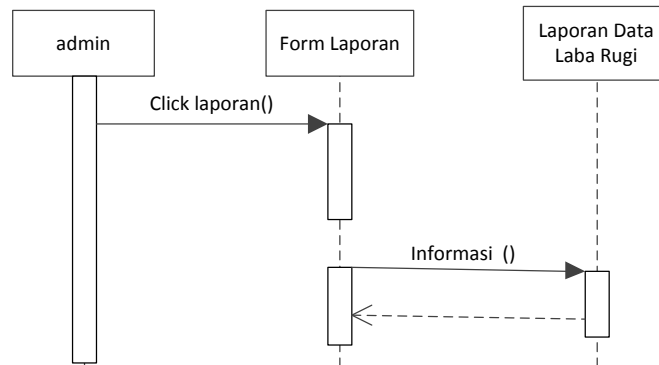 admin
Form Laporan
Laporan Data
Laba Rugi
Click laporan()
Informasi ()